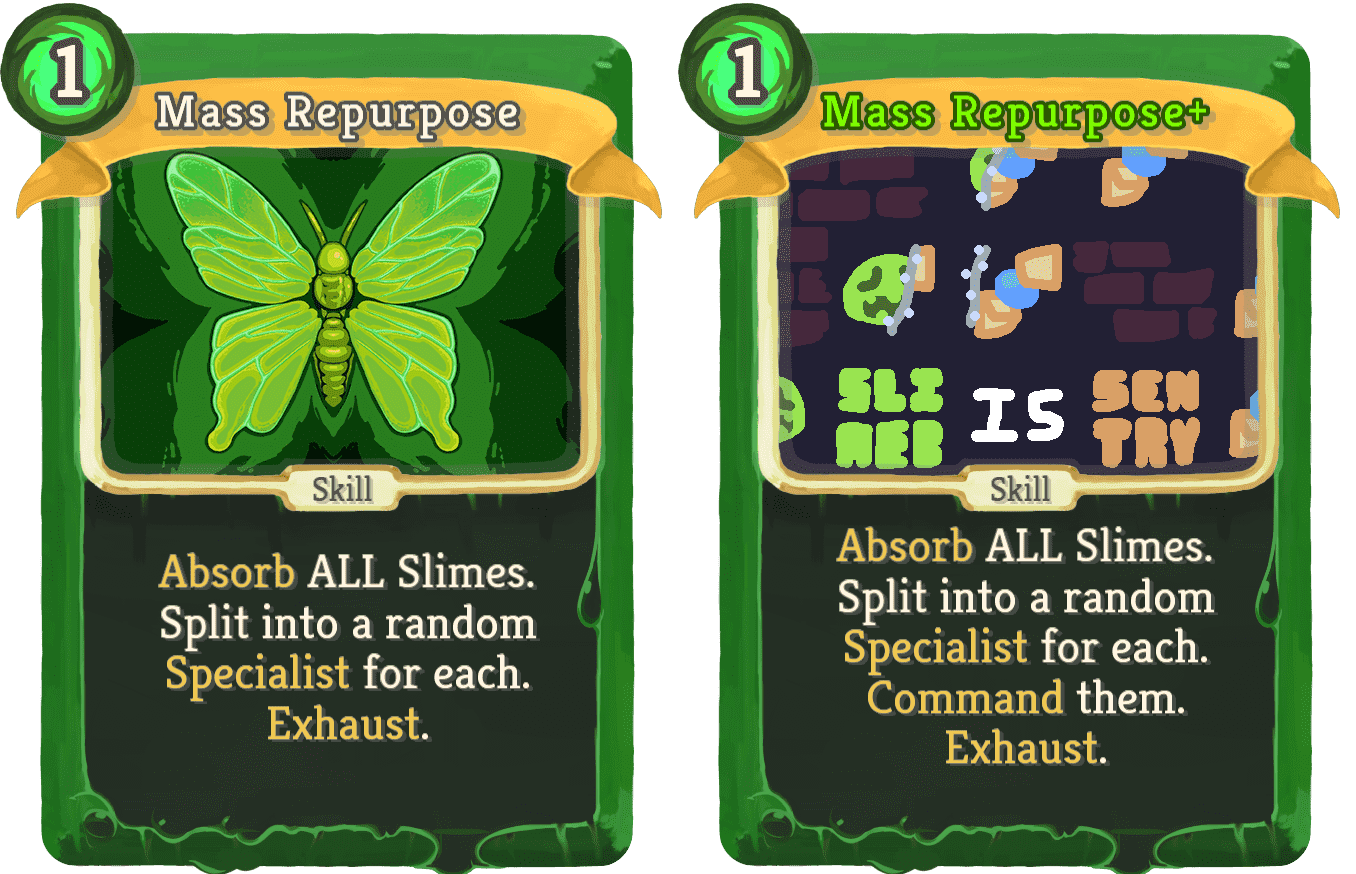 1
Mass Repurpose
Skill
Absorb ALL Slimes.
Split into a random
Specialist for each.
Exhaust.
1
Mass Repurpose+
SLI IS SEN
MEB TRY
Skill
Absorb ALL Slimes.
Split into a random
Specialist for each.
Command them.
Exhaust.